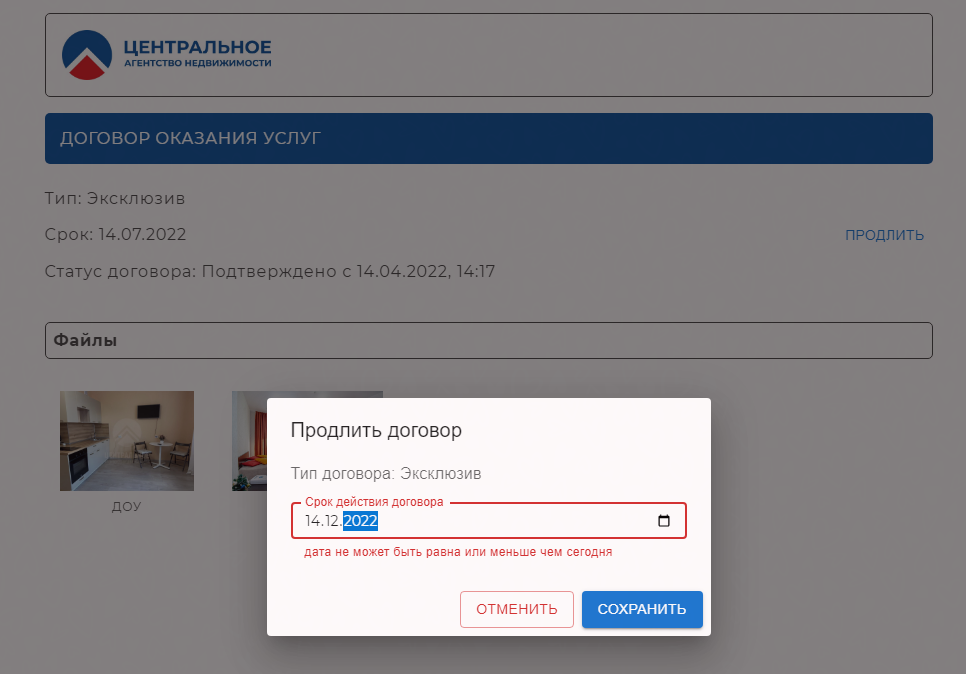 ЦЕНТРАЛЬНОЕ
АГЕНТСТВО НЕДВИЖИМОСТИ
ДОГОВОР ОКАЗАНИЯ УСЛУГ
Тип: Эксклюзив
Срок: 14.07.2022
ПРОДЛИТЬ
Статус договора: Подтверждено с 14.04.2022, 14:17
Файлы
ДОУ
Продлить договор
Тип договора: Эксклюзив
Срок действия договора
14.12.2022
дата не может быть равна или меньше чем сегодня
ОТМЕНИТЬ
СОХРАНИТЬ